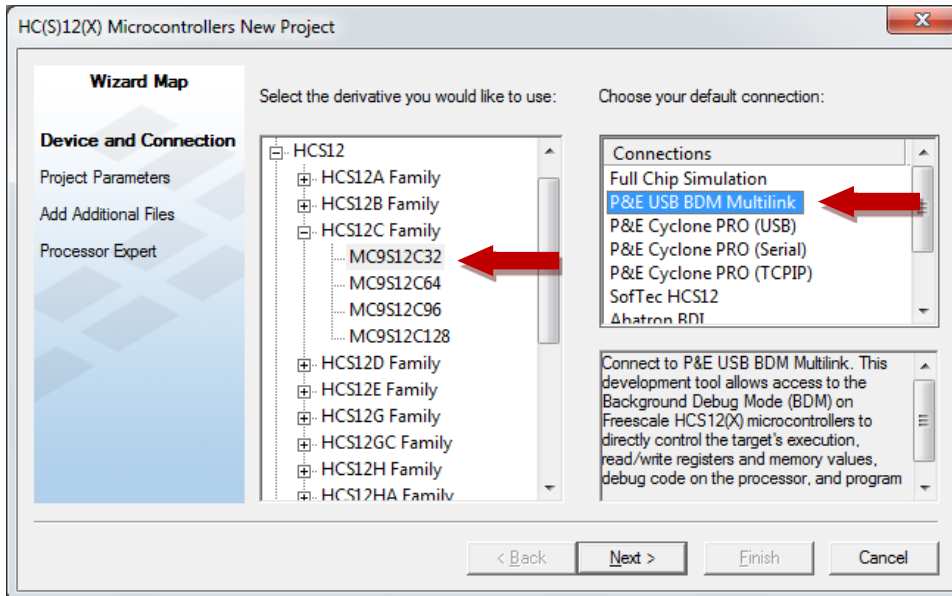 HC(S)12(X) Microcontrollers New Project
Wizard Map
Device and Connection
Project Parameters
Add Additional Files
Processor Expert
Select the derivative you would like to use:
HCS12
HCS12A Family
HCS12B Family
HCS12C Family
MC9S12C32
MC9S12C64
MC9S12C96
MC9S12C128
HCS12D Family
HCS12E Family
HCS12G Family
HCS12GC Family
HCS12H Family
HCS12HA Family
Choose your default connection:
Connections
Full Chip Simulation
P&E USB BDM Multilink
P&E Cyclone PRO (USB)
P&E Cyclone PRO (Serial)
P&E Cyclone PRO (TCPIP)
SofTec HCS12
Abatron BDI
Connect to P&E USB BDM Multilink. This
development tool allows access to the
Background Debug Mode (BDM) on
Freescale HCS12(X) microcontrollers to
directly control the target's execution,
read/write registers and memory values,
debug code on the processor, and program
< Back
Next >
Finish
Cancel